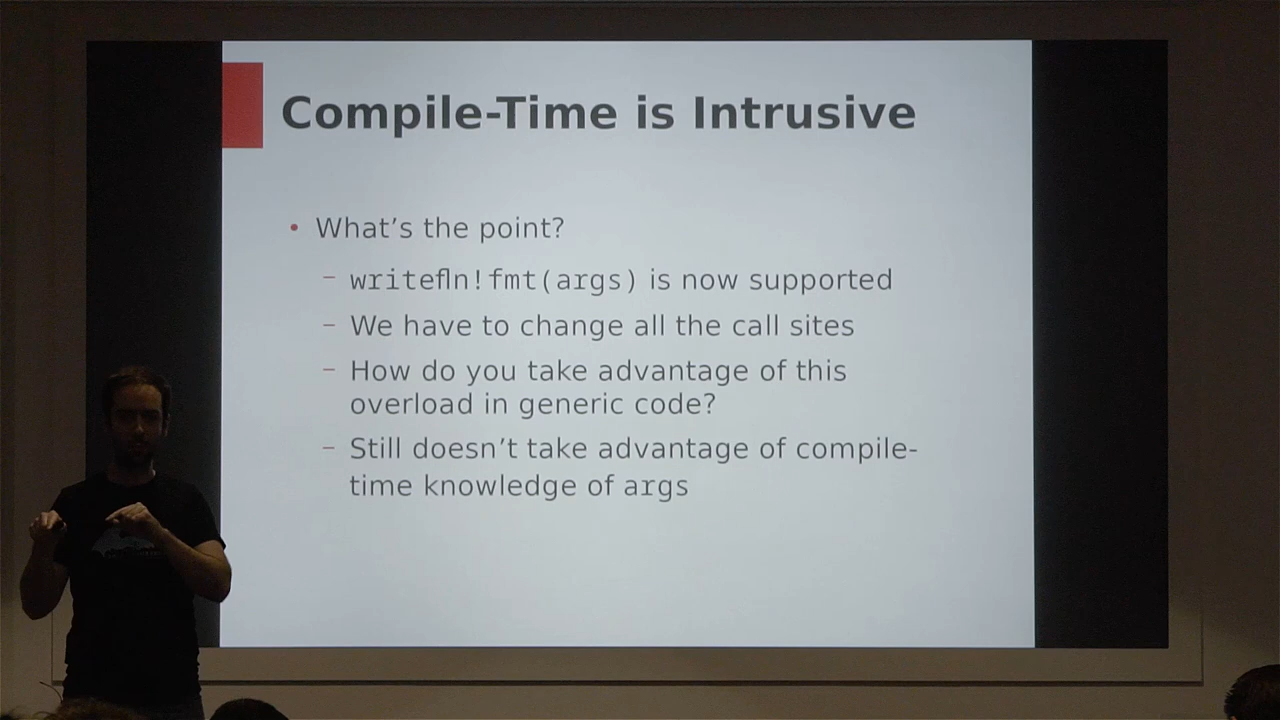 Compile-Time is Intrusive
• What’s the point?
– writefln!fmt(args) is now supported
– We have to change all the call sites
– How do you take advantage of this
overload in generic code?
– Still doesn’t take advantage of compile-
time knowledge of args